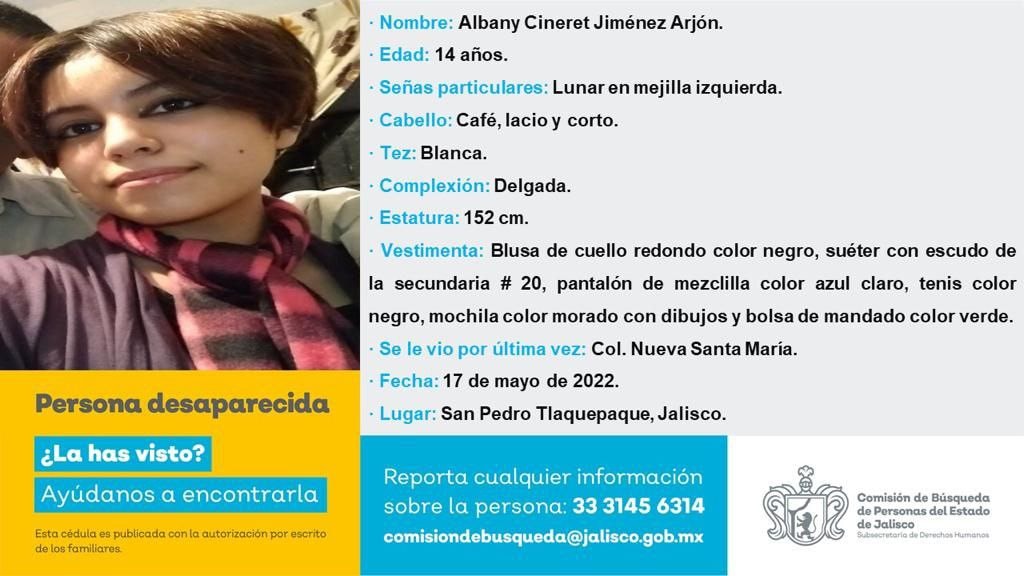 · Nombre: Albany Cineret Jiménez Arjón.
· Edad: 14 años.
· Señas particulares: Lunar en mejilla izquierda.
· Cabello: Café, lacio y corto.
· Tez: Blanca.
· Complexión: Delgada.
· Estatura: 152 cm.
· Vestimenta: Blusa de cuello redondo color negro, suéter con escudo de
la secundaria # 20, pantalón de mezclilla color azul claro, tenis color
negro, mochila color morado con dibujos y bolsa de mandado color verde.
· Se le vio por última vez: Col. Nueva Santa María.
· Fecha: 17 de mayo de 2022.
· Lugar: San Pedro Tlaquepaque, Jalisco.
Persona desaparecida
¿La has visto?
Ayúdanos a encontrarla
Esta cédula es publicada con la autorización por escrito
de los familiares.
Reporta cualquier información
sobre la persona: 33 3145 6314
comisiondebusqueda@jalisco.gob.mx
Comisión de Búsqueda
de Personas del Estado
de Jalisco
Subsecretaría de Derechos Humanos